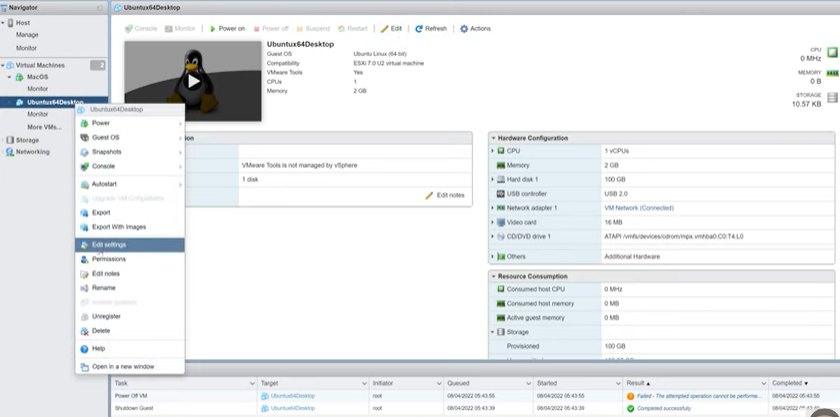 Navigator
Ubuntux64Desktop
Host
Manage
Monitor
Virtual Machines 2
MacOS
Monitor
Ubuntux64Desktop
Monitor
More VMs...
Storage
Networking
Console Monitor Power on Power off Suspend Restart Edit Refresh Actions
Ubuntux64Desktop
Guest OS Ubuntu Linux (64-bit)
Compatibility ESXi 7.0 U2 virtual machine
VMware Tools Yes
CPUs 1
Memory 2 GB
CPU
0 MHz
MEMORY
0 B
STORAGE
10.57 KB
Ubuntux64Desktop
Power
Guest OS
Snapshots
Console
Autostart
Upgrade VM Compatibility
Export
Export With Images
Edit settings
Permissions
Edit notes
Rename
Unregister
Delete
Help
Open in a new window
VMware Tools is not managed by vSphere
1 disk
Edit notes
Hardware Configuration
CPU 1 vCPUs
Memory 2 GB
Hard disk 1 100 GB
USB controller USB 2.0
Network adapter 1 VM Network (Connected)
Video card 16 MB
CD/DVD drive 1 ATAPI /vmfs/devices/cdrom/mpx.vmhba0:C0:T4:L0
Others Additional Hardware
Resource Consumption
Consumed host CPU 0 MHz
Consumed host memory 0 MB
Active guest memory 0 MB
Storage
Provisioned 100 GB
Task Target Initiator Queued Started Result Completed
Power Off VM Ubuntux64Desktop root 08/04/2022 05:43:55 08/04/2022 05:43:55 Failed - The attempted operation cannot be performe... 08/04/2022 05:43:55
Shutdown Guest Ubuntux64Desktop root 08/04/2022 05:43:39 08/04/2022 05:43:39 Completed successfully